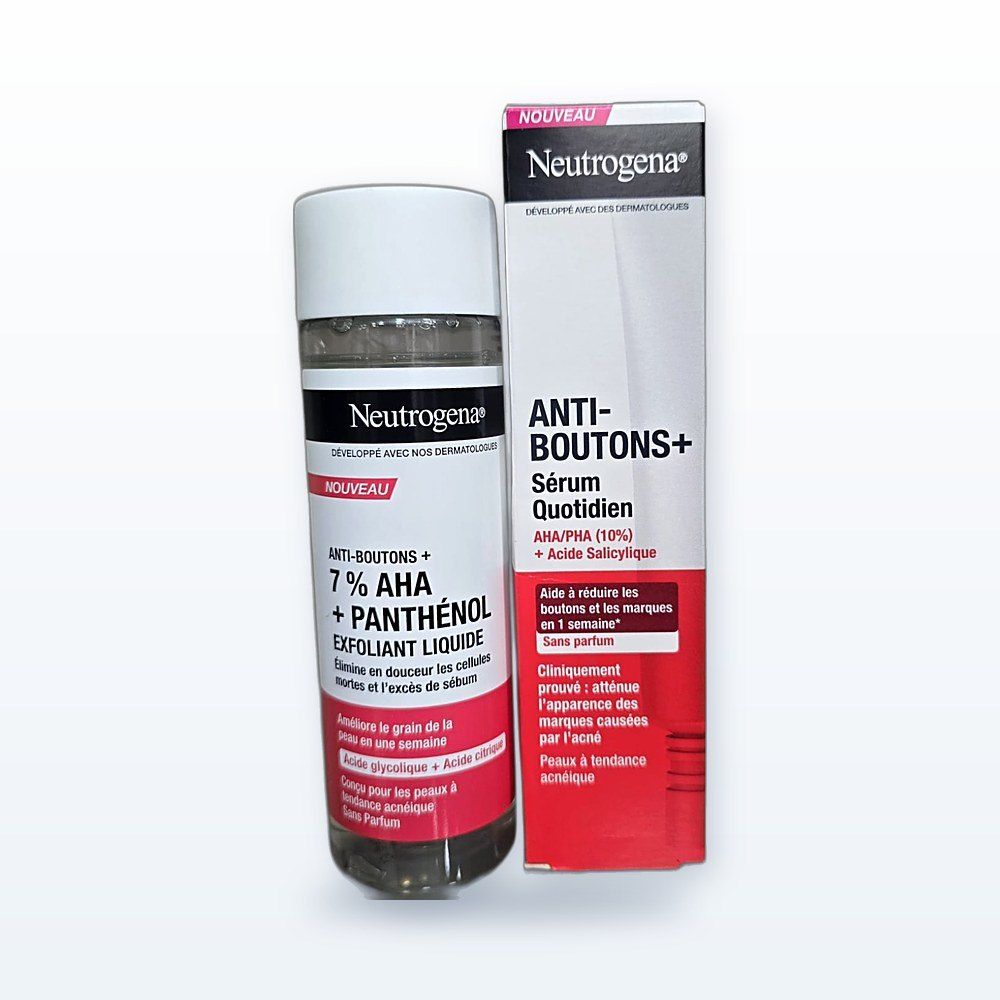 Neutrogena®
DÉVELOPPÉ AVEC NOS DERMATOLOGUES
NOUVEAU
ANTI-BOUTONS +
7 % AHA
+ PANTHÉNOL
EXFOLIANT LIQUIDE
Élimine en douceur les cellules
mortes et l'excès de sébum
Améliore le grain de la
peau en une semaine
Acide glycolique + Acide citrique
Conçu pour les peaux à
tendance acnéique
Sans Parfum
NOUVEAU
Neutrogena®
DÉVELOPPÉ AVEC DES DERMATOLOGUES
ANTI-
BOUTONS+
Sérum
Quotidien
AHA/PHA (10%)
+ Acide Salicylique
Aide à réduire les
boutons et les marques
en 1 semaine*
Sans parfum
Cliniquement
prouvé : atténue
l'apparence des
marques causées
par l'acné
Peaux à tendance
acnéique